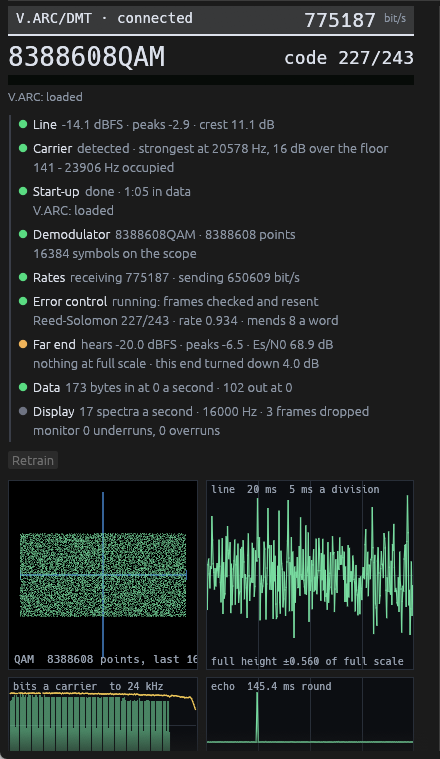 V.ARC/DMT · connected 775187 bit/s
8388608QAM code 227/243
V.ARC: loaded
Line -14.1 dBFS · peaks -2.9 · crest 11.1 dB
Carrier detected · strongest at 20578 Hz, 16 dB over the floor
141 - 23906 Hz occupied
Start-up done · 1:05 in data
V.ARC: loaded
Demodulator 8388608QAM · 8388608 points
16384 symbols on the scope
Rates receiving 775187 · sending 650609 bit/s
Error control running: frames checked and resent
Reed-Solomon 227/243 · rate 0.934 · mends 8 a word
Far end hears -20.0 dBFS · peaks -6.5 · Es/N0 68.9 dB
nothing at full scale · this end turned down 4.0 dB
Data 173 bytes in at 0 a second · 102 out at 0
Display 17 spectra a second · 16000 Hz · 3 frames dropped
monitor 0 underruns, 0 overruns
Retrain
QAM 8388608 points, last 16
line 20 ms 5 ms a division
full height ±0.560 of full scale
bits a carrier to 24 kHz
echo 145.4 ms round